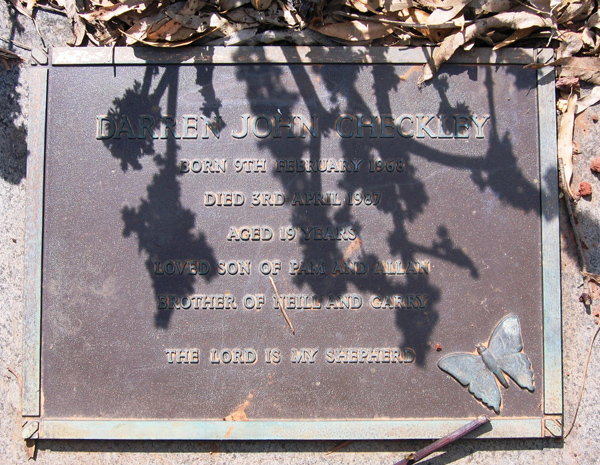 DARREN JOHN CHECKLEY
BORN 9TH FEBRUARY 1968
DIED 3RD APRIL 1987
AGED 19 YEARS
LOVED SON OF PAM AND ALLAN
BROTHER OF NEILL AND GARRY
THE LORD IS MY SHEPHERD